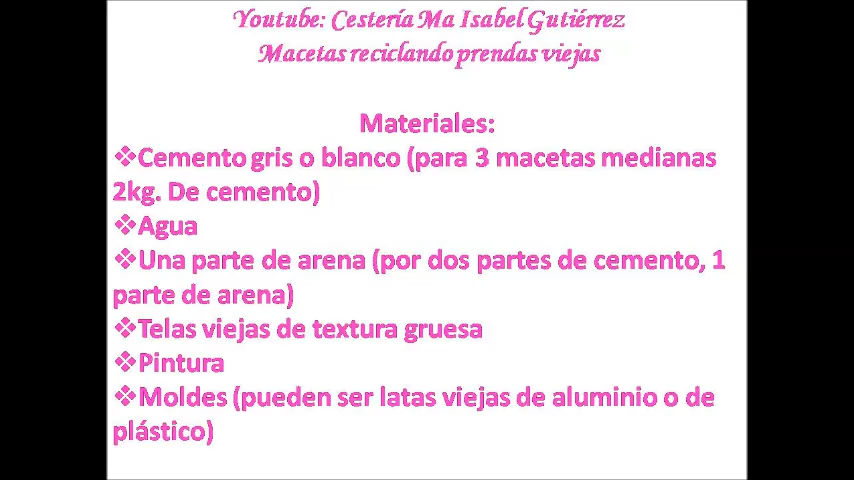 Youtube: Cestería Ma Isabel Gutiérrez
Macetas reciclando prendas viejas
Materiales:
❖Cemento gris o blanco (para 3 macetas medianas
2kg. De cemento)
❖Agua
❖Una parte de arena (por dos partes de cemento, 1
parte de arena)
❖Telas viejas de textura gruesa
❖Pintura
❖Moldes (pueden ser latas viejas de aluminio o de
plástico)